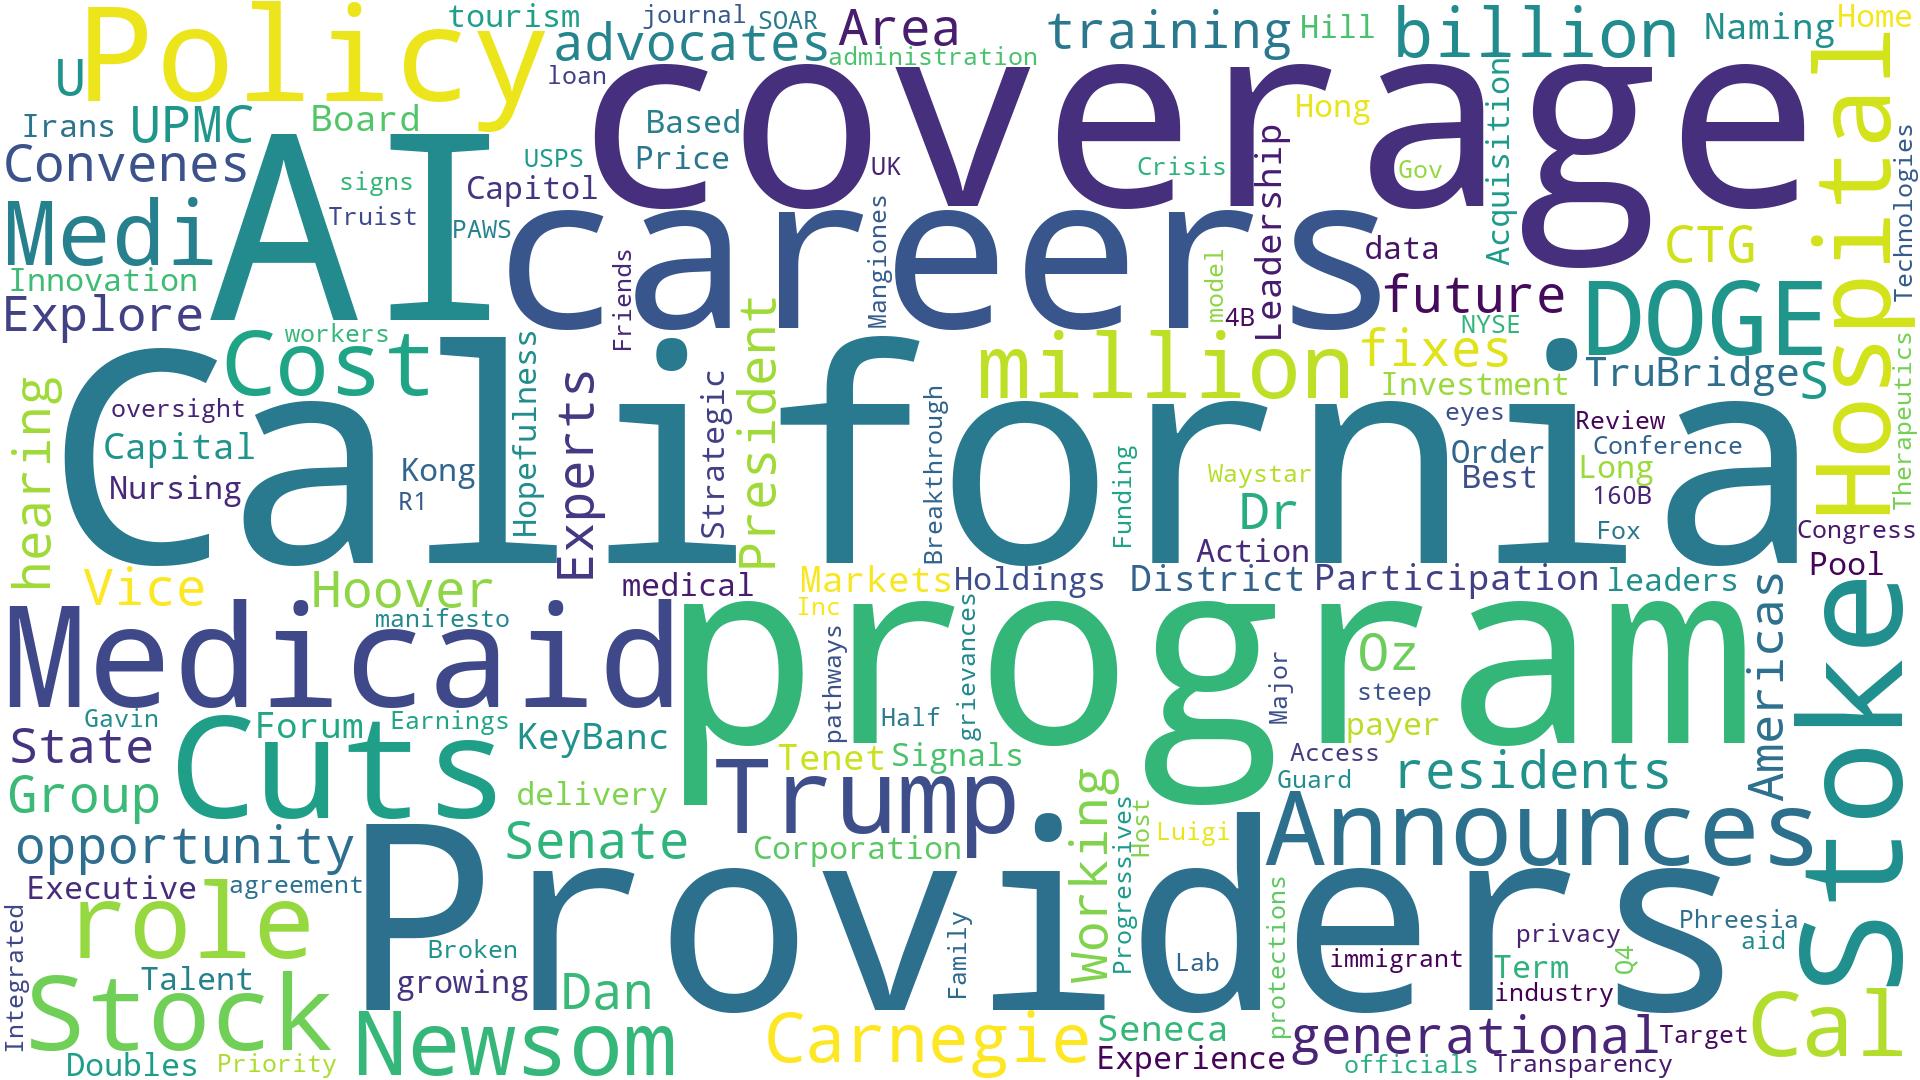 Policy
tourism
journal
SOAR
advocates
Area
administration
training
Hill
billion
Naming
Home
U
loan
coverage
Hospital
Irans
UPMC
Board
AI
Based
Price
USPS
UK
Hong
Crisis
Gov
Leadership
Acquisition
Technologies
Convenes
signs
Capitol
Truist
PAWS
Medi
careers
Mangiones
Friends
model
4B
data
CTG
Innovation
Explore
future
DOGE
NYSE
workers
Cost
Hopefulness
President
million
fixes
Investment
TruBridge
S
Therapeutics
hearing
California
oversight
Capital
Nursing
Kong
R1
Experts
Strategic
Breakthrough
Funding
Waystar
Dr
Action
eyes
Order
Best
Review
Conference
Long
160B
Fox
Congress
Pool
Vice
Hoover
manifesto
medical
Markets
Inc
Holdings
District
Participation
leaders
Americas
Stoke
Medicaid
program
pathways
Half
grievances
Major
Oz
steep
payer
Access
Guard
Gavin
Forum
Earnings
KeyBanc
State
Cuts
Group
delivery
Tenet
Signals
Trump
residents
Announces
opportunity
Senate
Corporation
Working
Progressives
Host
Luigi
Executive
agreement
Providers
role
Integrated
Talent
Broken
growing
Dan
Family
Lab
protections
immigrant
privacy
Term
industry
Q4
Phreesia
aid
Stock
Doubles
Priority
Newsom
Carnegie
Seneca
Experience
generational
officials
Transparency
Target
Cal